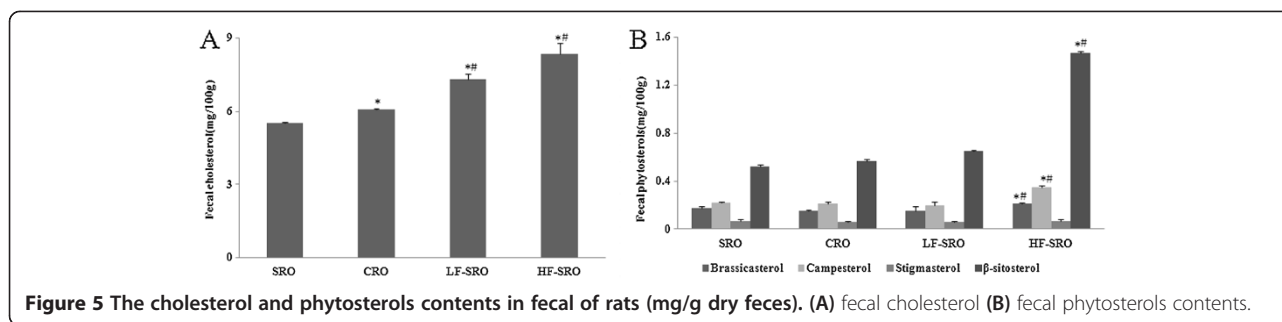 A
Fecal cholesterol(mg/100g)
9
6
3
0
*
*#
*#
SRO CRO LF-SRO HF-SRO
B
Fecal phytosterols(mg/100g)
1.6
1.2
0.8
0.4
0
*#
*#
*#
SRO CRO LF-SRO HF-SRO
Brassicasterol Campesterol Stigmasterol β-sitosterol
Figure 5 The cholesterol and phytosterols contents in fecal of rats (mg/g dry feces). (A) fecal cholesterol (B) fecal phytosterols contents.